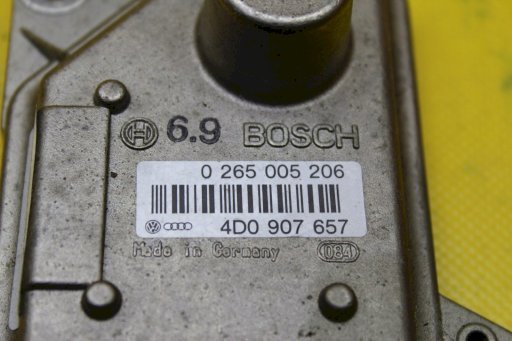 6.9 BOSCH
0 265 005 206
4D0 907 657
Made in Germany 084